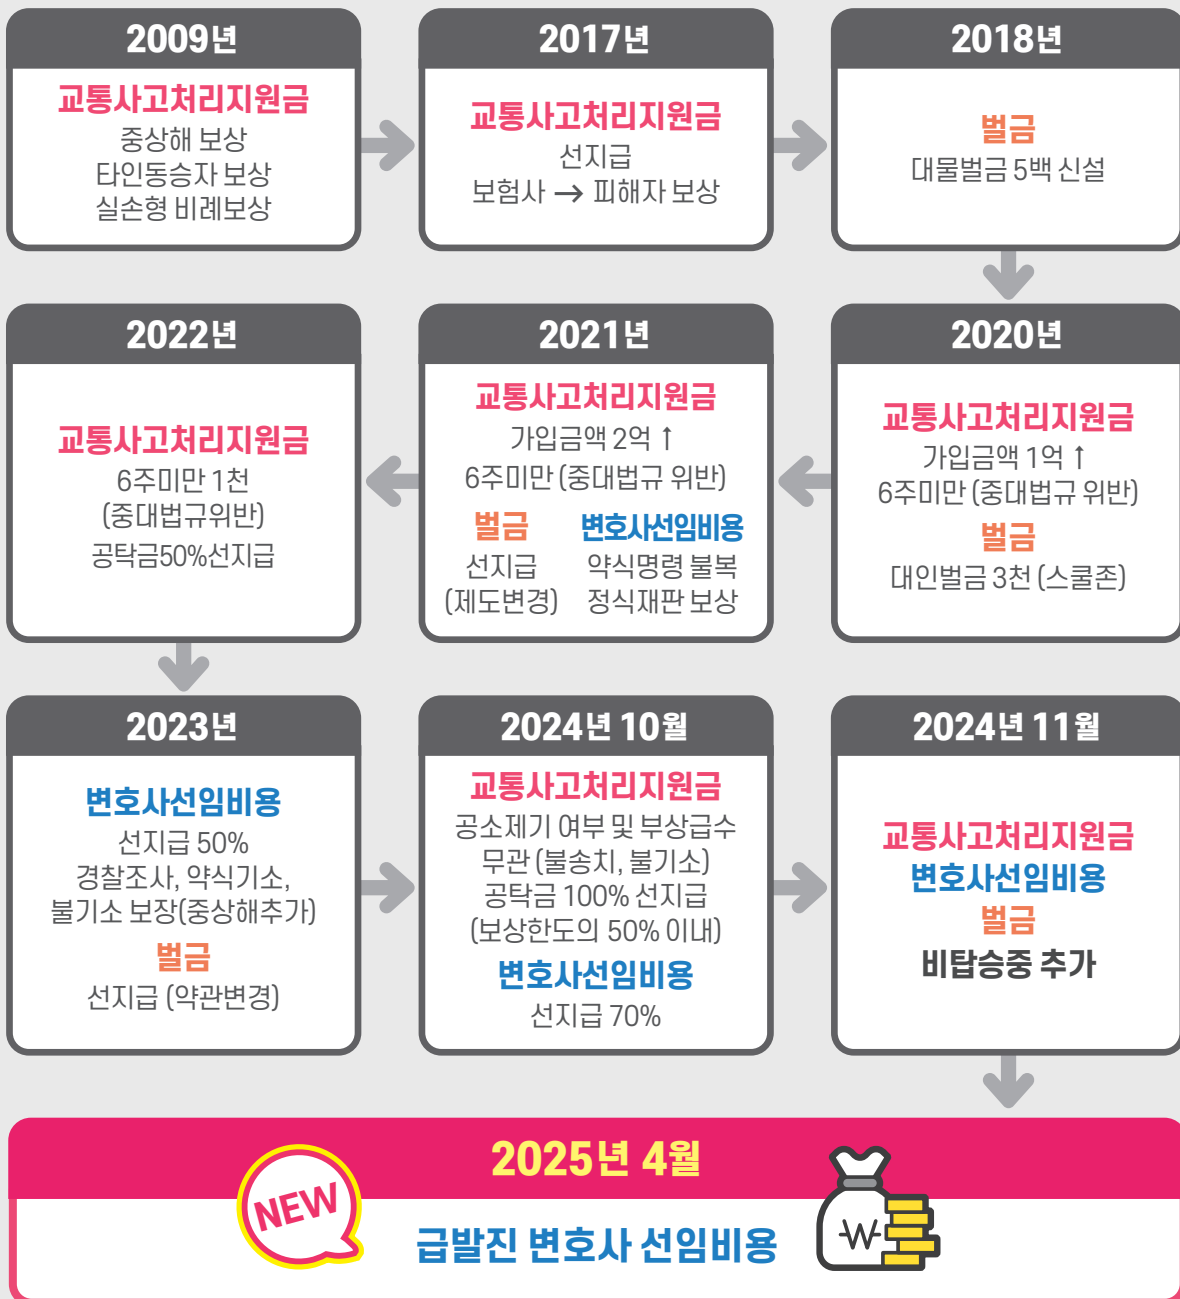 2009년
교통사고처리지원금
중상해 보상
타인동승자 보상
실손형 비례보상
2017년
교통사고처리지원금
선지급
보험사 → 피해자 보상
2018년
벌금
대물벌금 5백 신설
2020년
교통사고처리지원금
가입금액 1억 ↑
6주미만 (중대법규 위반)
벌금
대인벌금 3천 (스쿨존)
2021년
교통사고처리지원금
가입금액 2억 ↑
6주미만 (중대법규 위반)
벌금
선지급
(제도변경)
변호사선임비용
약식명령 불복
정식재판 보상
2022년
교통사고처리지원금
6주미만 1천
(중대법규위반)
공탁금50%선지급
2023년
변호사선임비용
선지급 50%
경찰조사, 약식기소,
불기소 보장(중상해추가)
벌금
선지급 (약관변경)
2024년 10월
교통사고처리지원금
공소제기 여부 및 부상급수
무관 (불송치, 불기소)
공탁금 100% 선지급
(보상한도의 50% 이내)
변호사선임비용
선지급 70%
2024년 11월
교통사고처리지원금
변호사선임비용
벌금
비탑승중 추가
2025년 4월
NEW
급발진 변호사 선임비용
₩